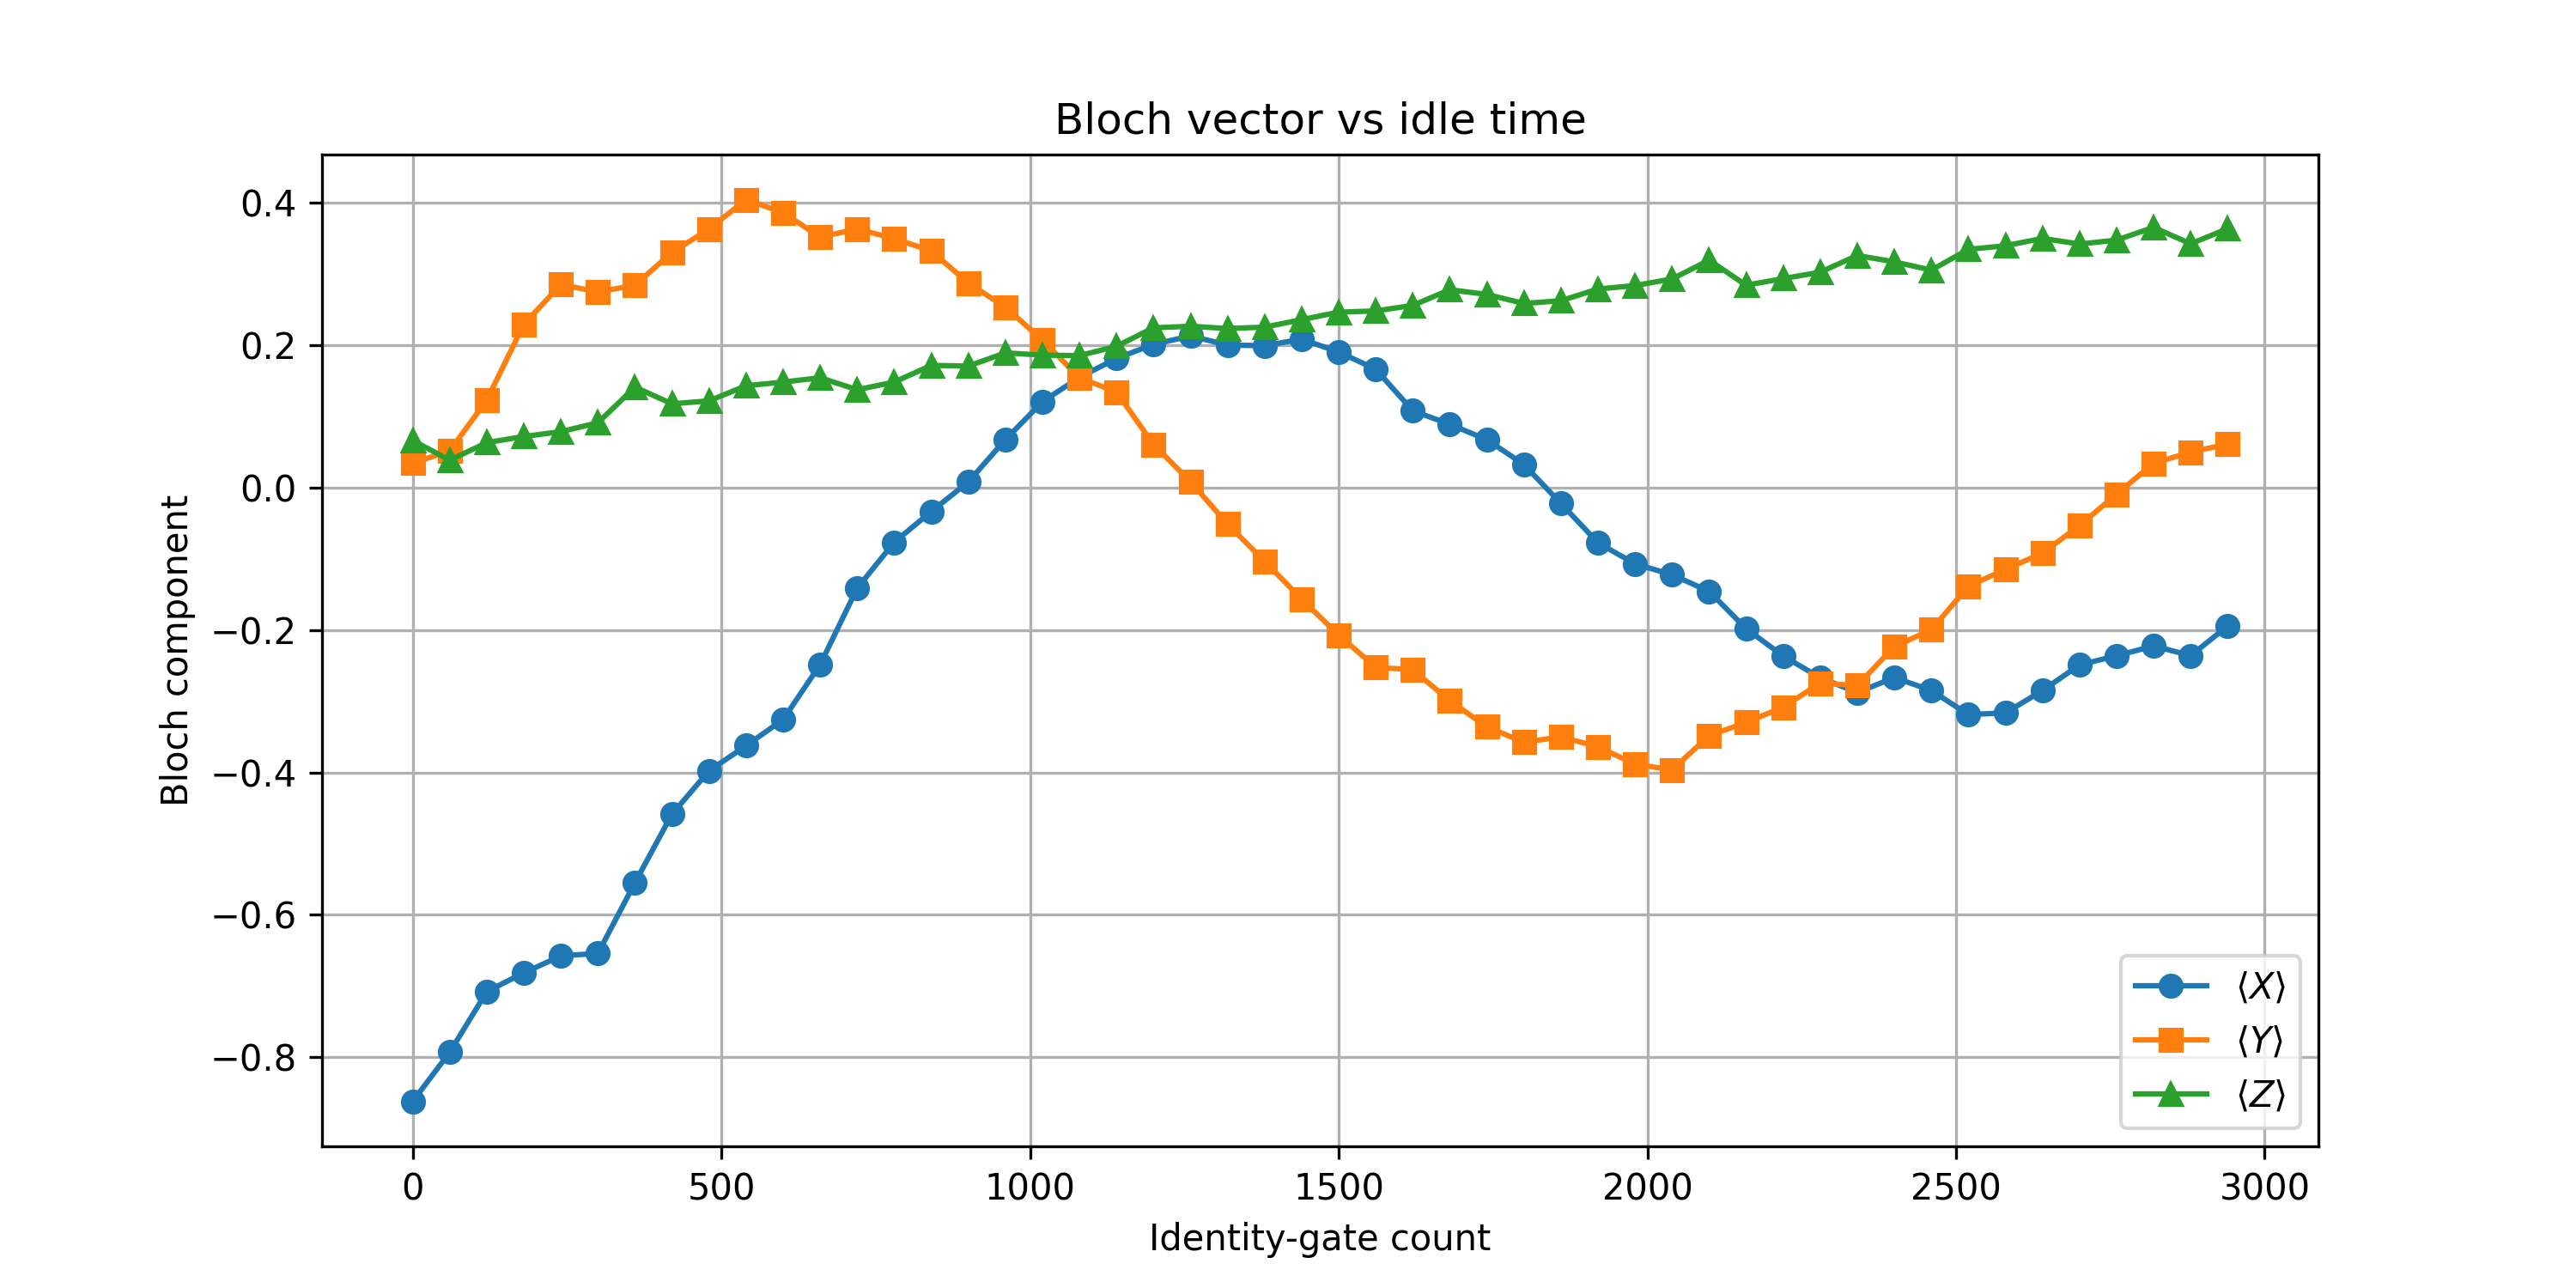 Bloch vector vs idle time
Bloch component
0.4
0.2
0.0
−0.2
−0.4
−0.6
−0.8
0 500 1000 1500 2000 2500 3000
Identity-gate count
⟨X⟩
⟨Y⟩
⟨Z⟩